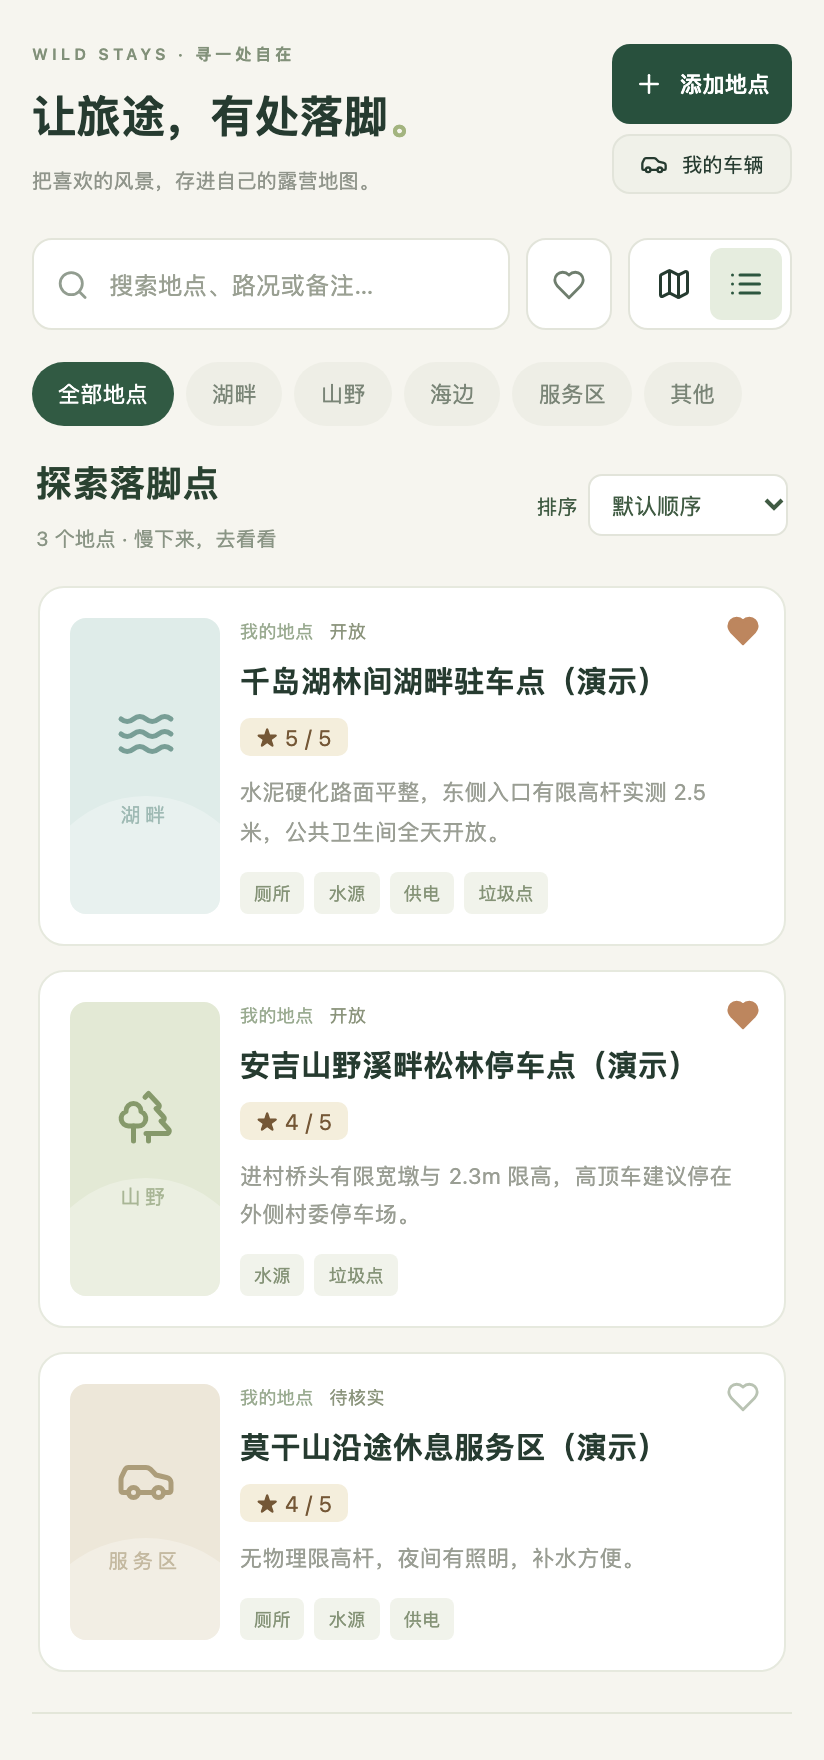 WILD STAYS · 寻一处自在
让旅途，有处落脚。
把喜欢的风景，存进自己的露营地图。
添加地点
我的车辆
搜索地点、路况或备注...
全部地点 湖畔 山野 海边 服务区 其他
探索落脚点
3 个地点 · 慢下来，去看看
排序 默认顺序
我的地点 开放
千岛湖林间湖畔驻车点（演示）
5 / 5
水泥硬化路面平整，东侧入口有限高杆实测 2.5
米，公共卫生间全天开放。
湖畔
厕所 水源 供电 垃圾点
我的地点 开放
安吉山野溪畔松林停车点（演示）
4 / 5
进村桥头有限宽墩与 2.3m 限高，高顶车建议停在
外侧村委停车场。
山野
水源 垃圾点
我的地点 待核实
莫干山沿途休息服务区（演示）
4 / 5
无物理限高杆，夜间有照明，补水方便。
服务区
厕所 水源 供电